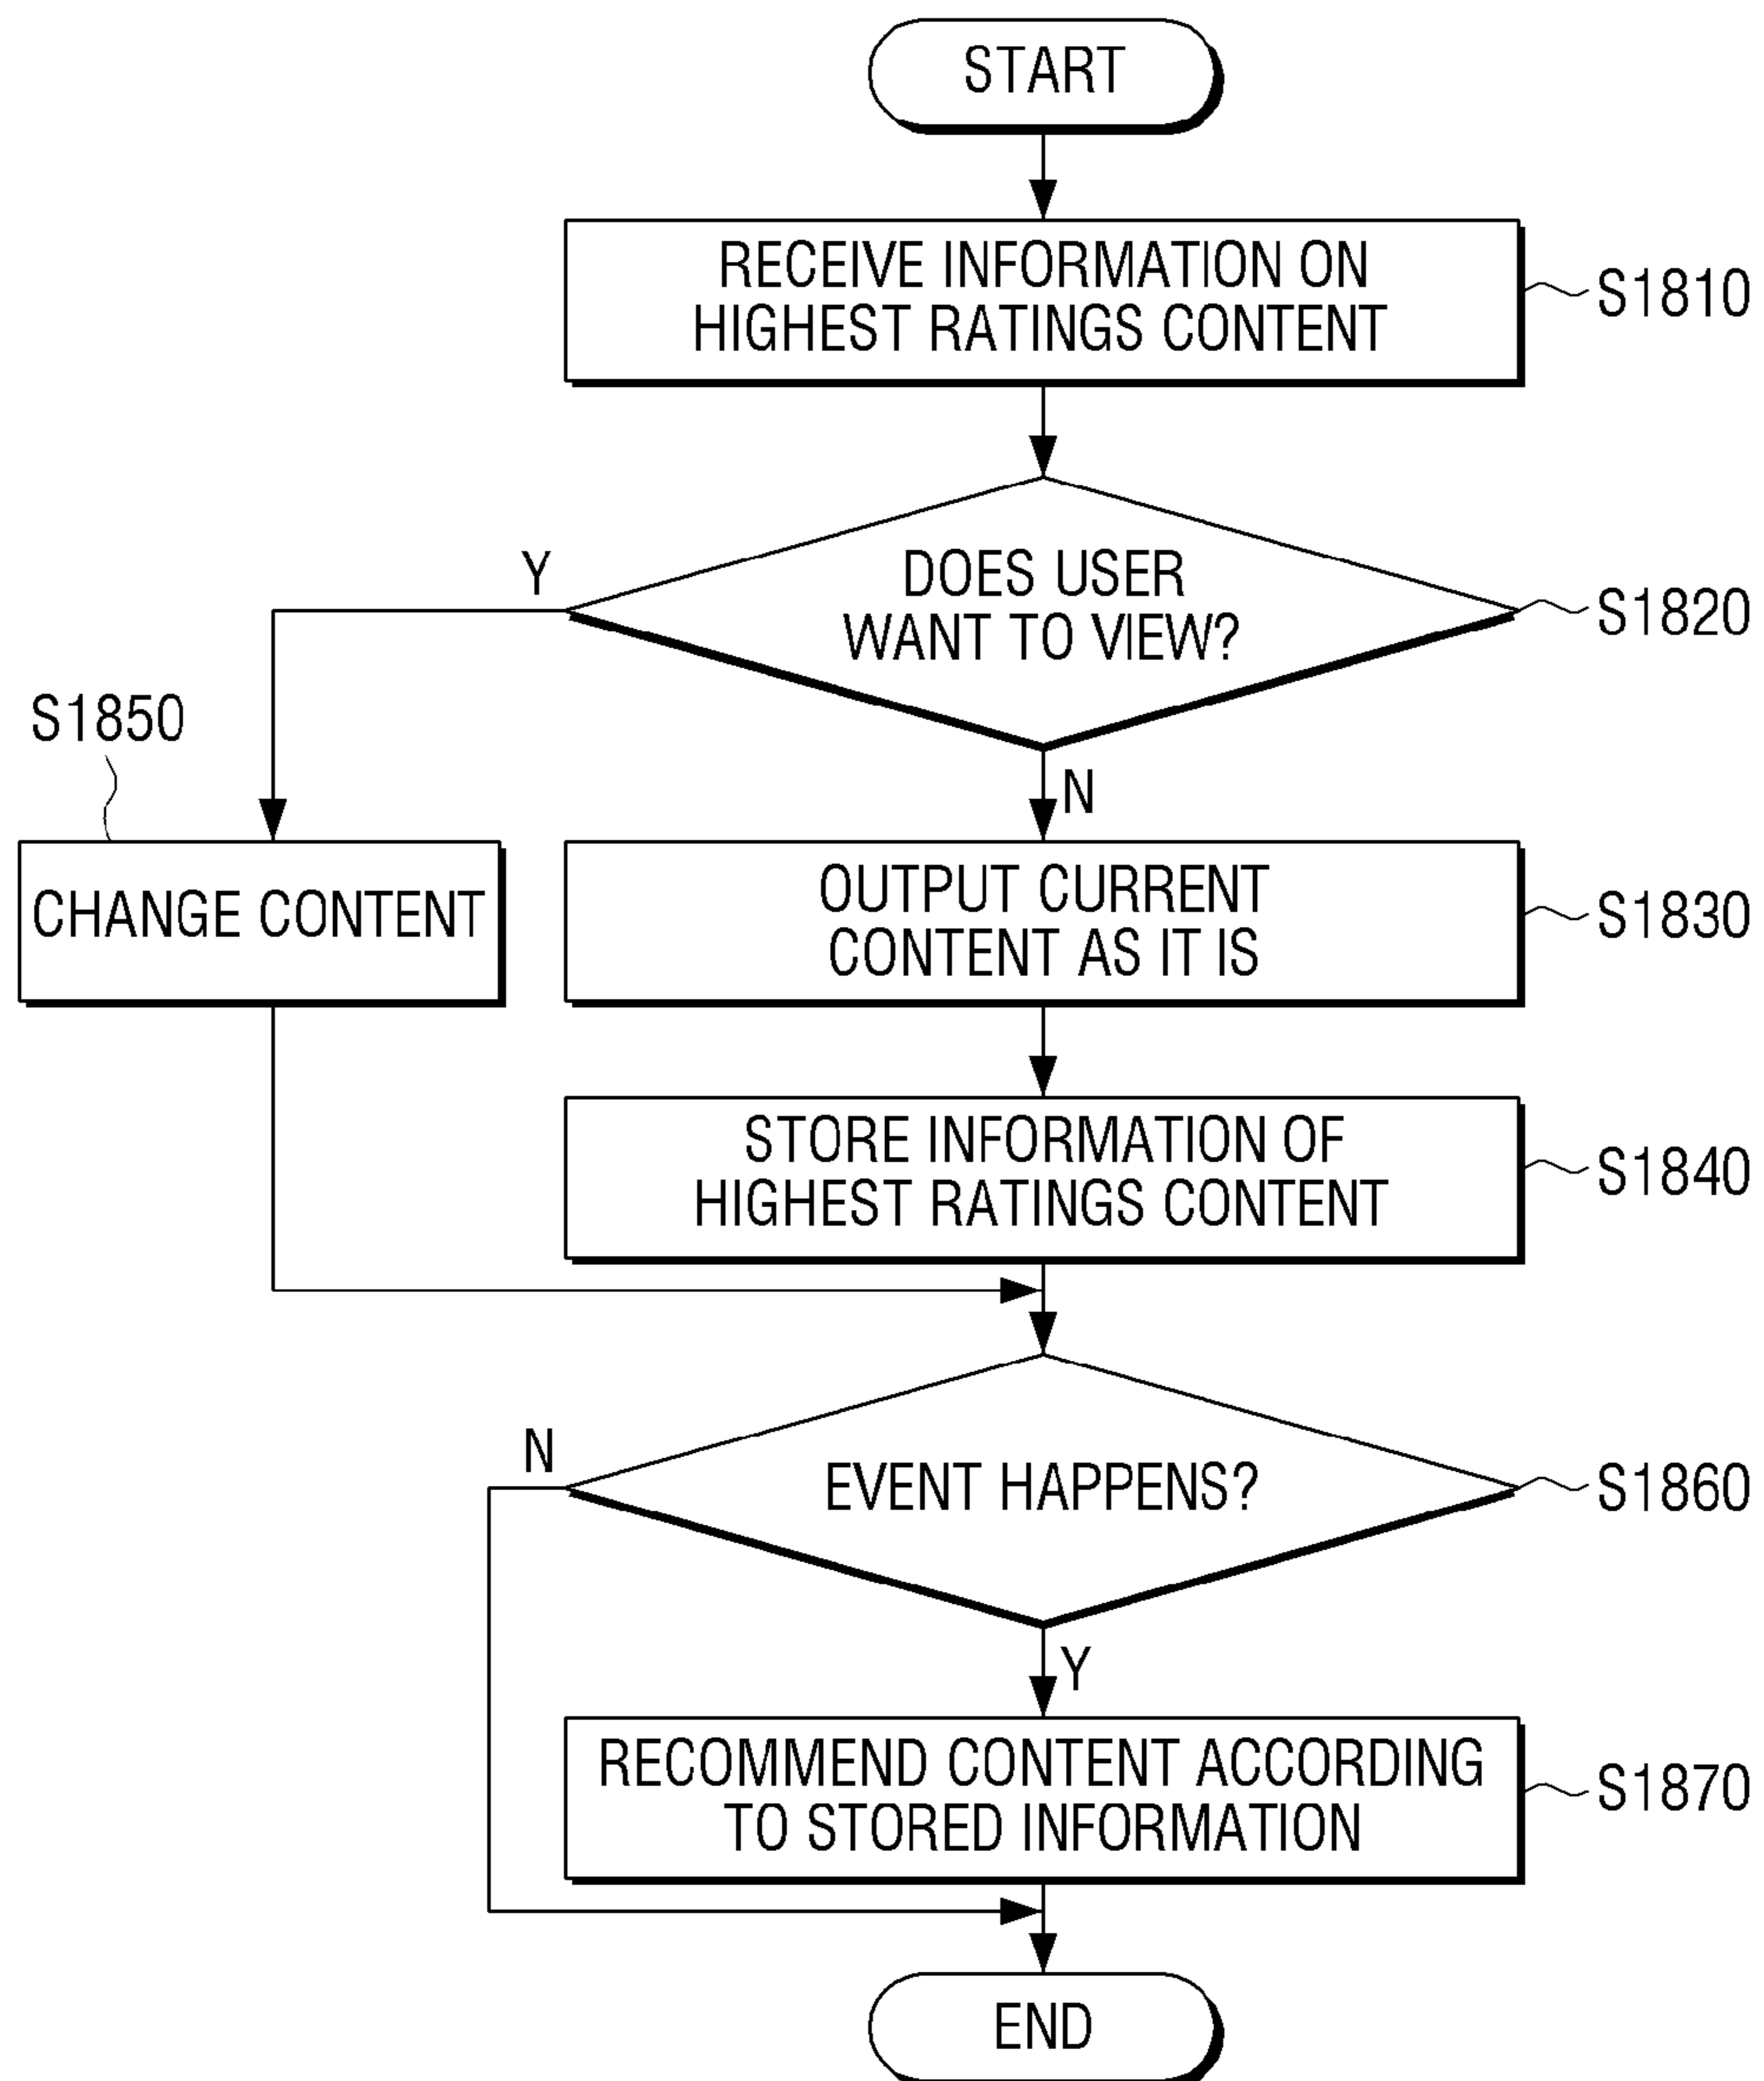 START
RECEIVE INFORMATION ON
HIGHEST RATINGS CONTENT
S1810
Y
DOES USER
WANT TO VIEW?
S1820
N
S1850
CHANGE CONTENT
OUTPUT CURRENT
CONTENT AS IT IS
S1830
STORE INFORMATION OF
HIGHEST RATINGS CONTENT
S1840
N
EVENT HAPPENS?
S1860
Y
RECOMMEND CONTENT ACCORDING
TO STORED INFORMATION
S1870
END